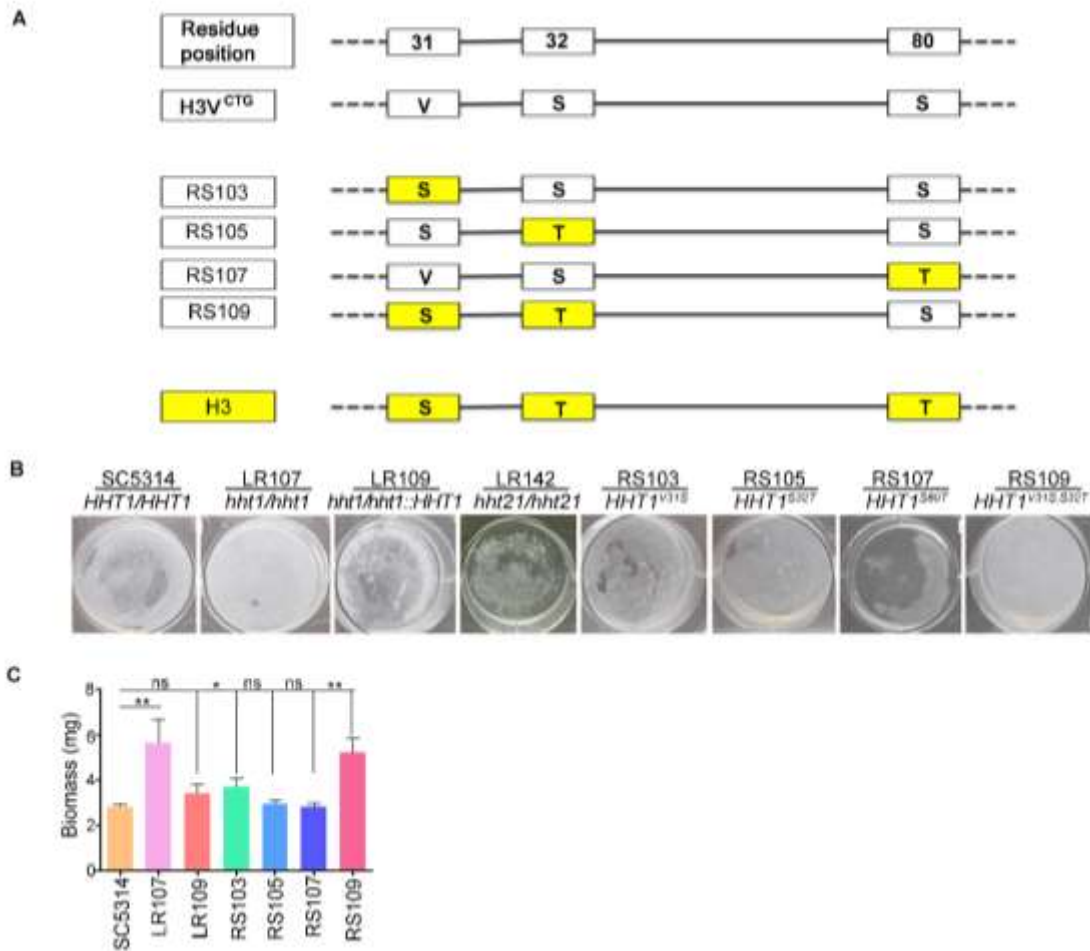 A
Residue position 31 32 80
H3V^CTG V S S
RS103 S S S
RS105 S T S
RS107 V S T
RS109 S T S
H3 S T T
B
SC5314 LR107 LR109 LR142 RS103 RS105 RS107 RS109
HHT1/HHT1 hht1/hht1 hht1/hht1::HHT1 hht21/hht21 HHT1^V31S HHT1^S32T HHT1^S80T HHT1^V31S,S32T
C
8
6
4
2
0
Biomass (mg)
ns * ns ns **
**
SC5314 LR107 LR109 RS103 RS105 RS107 RS109